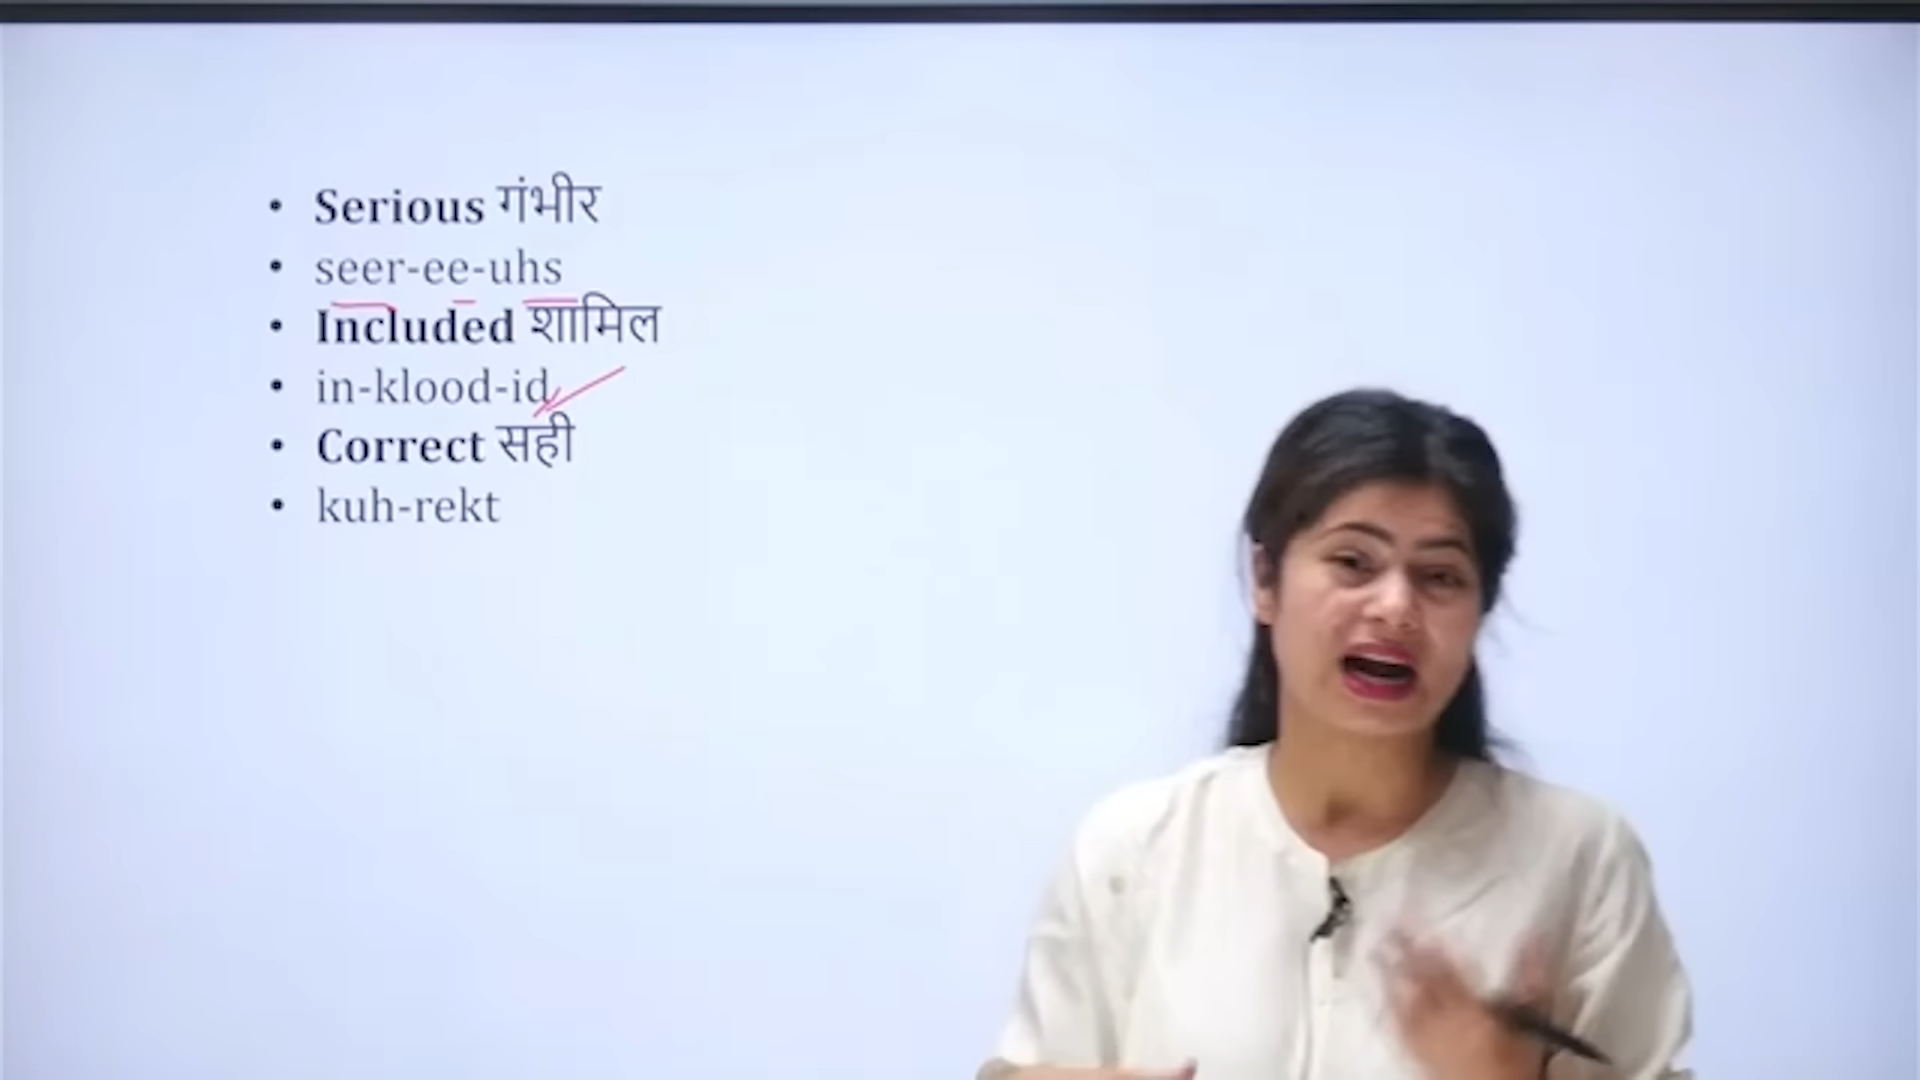 • Serious गंभीर
• seer-ee-uhs
• Included शामिल
• in-klood-id
• Correct सही
• kuh-rekt